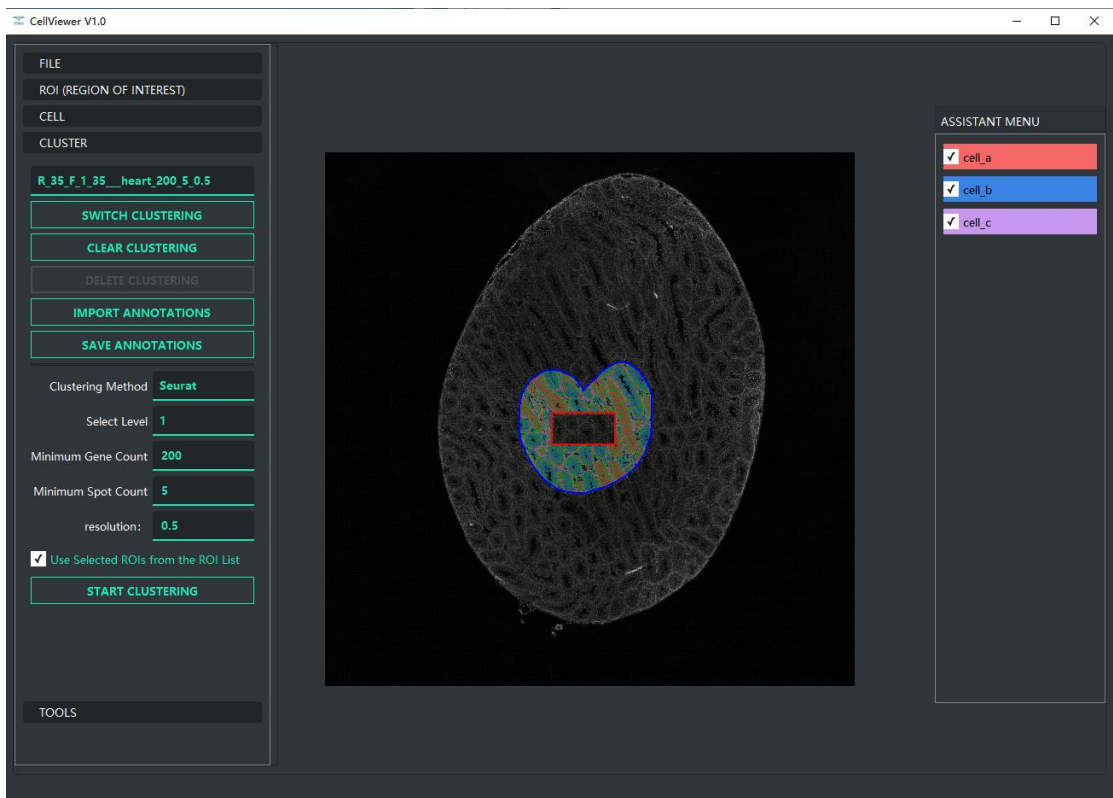 CellViewer V1.0
FILE
ROI (REGION OF INTEREST)
CELL
CLUSTER
R_35_F_1_35__heart_200_5_0.5
SWITCH CLUSTERING
CLEAR CLUSTERING
DELETE CLUSTERING
IMPORT ANNOTATIONS
SAVE ANNOTATIONS
Clustering Method Seurat
Select Level 1
Minimum Gene Count 200
Minimum Spot Count 5
resolution: 0.5
Use Selected ROIs from the ROI List
START CLUSTERING
TOOLS
ASSISTANT MENU
cell_a
cell_b
cell_c